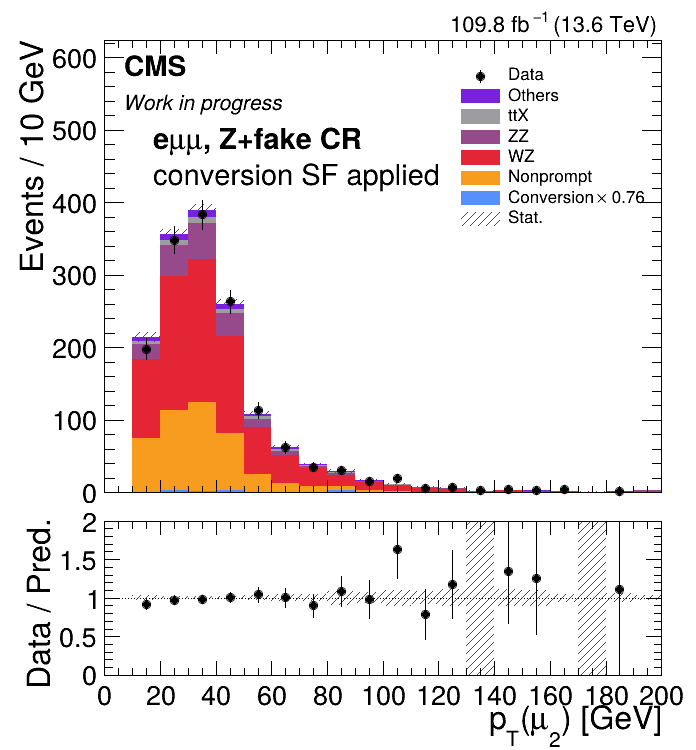 109.8 fb⁻¹ (13.6 TeV)
Events / 10 GeV
600
500
400
300
200
100
0
CMS
Work in progress
eμμ, Z+fake CR
conversion SF applied
Data
Others
ttX
ZZ
WZ
Nonprompt
Conversion × 0.76
Stat.
Data / Pred.
2
1.5
1
0.5
0
0 20 40 60 80 100 120 140 160 180 200
p_T(μ₂) [GeV]